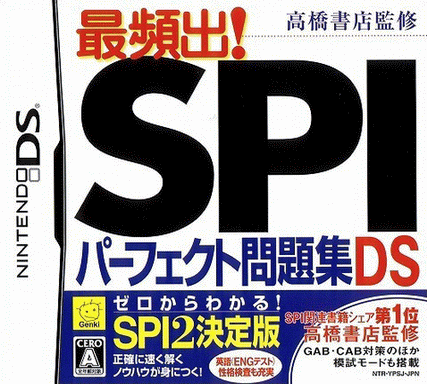 最頻出!
高橋書店監修
SPI
パーフェクト問題集DS
NINTENDO DS
Genki
ゼロからわかる!
SPI2決定版
CERO
A
正確に速く解く
ノウハウが身につく!
英語(ENGテスト)
性格検査も充実
SPI関連書籍シェア第1位
高橋書店監修
GAB・CAB対策のほか
模試モードも搭載
NTR-YPSJ-JPN